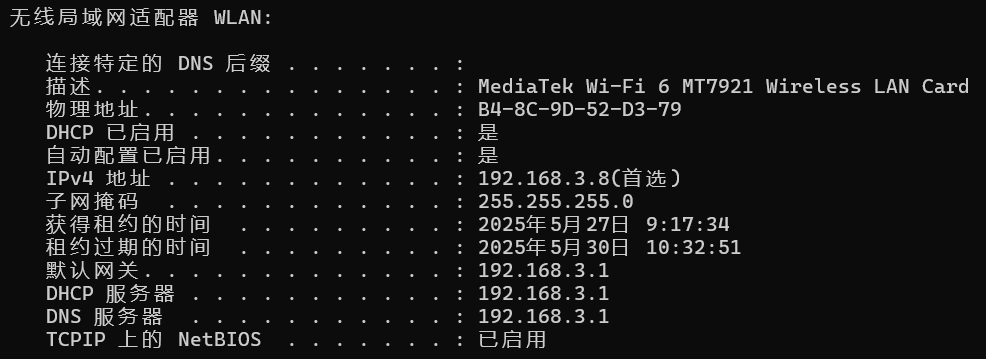 无线局域网适配器 WLAN:
连接特定的 DNS 后缀 . . . . . . . :
描述. . . . . . . . . . . . . . . : MediaTek Wi-Fi 6 MT7921 Wireless LAN Card
物理地址. . . . . . . . . . . . . : B4-8C-9D-52-D3-79
DHCP 已启用 . . . . . . . . . . . : 是
自动配置已启用. . . . . . . . . . : 是
IPv4 地址 . . . . . . . . . . . . : 192.168.3.8(首选)
子网掩码  . . . . . . . . . . . . : 255.255.255.0
获得租约的时间  . . . . . . . . . : 2025年5月27日 9:17:34
租约过期的时间  . . . . . . . . . : 2025年5月30日 10:32:51
默认网关. . . . . . . . . . . . . : 192.168.3.1
DHCP 服务器 . . . . . . . . . . . : 192.168.3.1
DNS 服务器  . . . . . . . . . . . : 192.168.3.1
TCPIP 上的 NetBIOS  . . . . . . . : 已启用